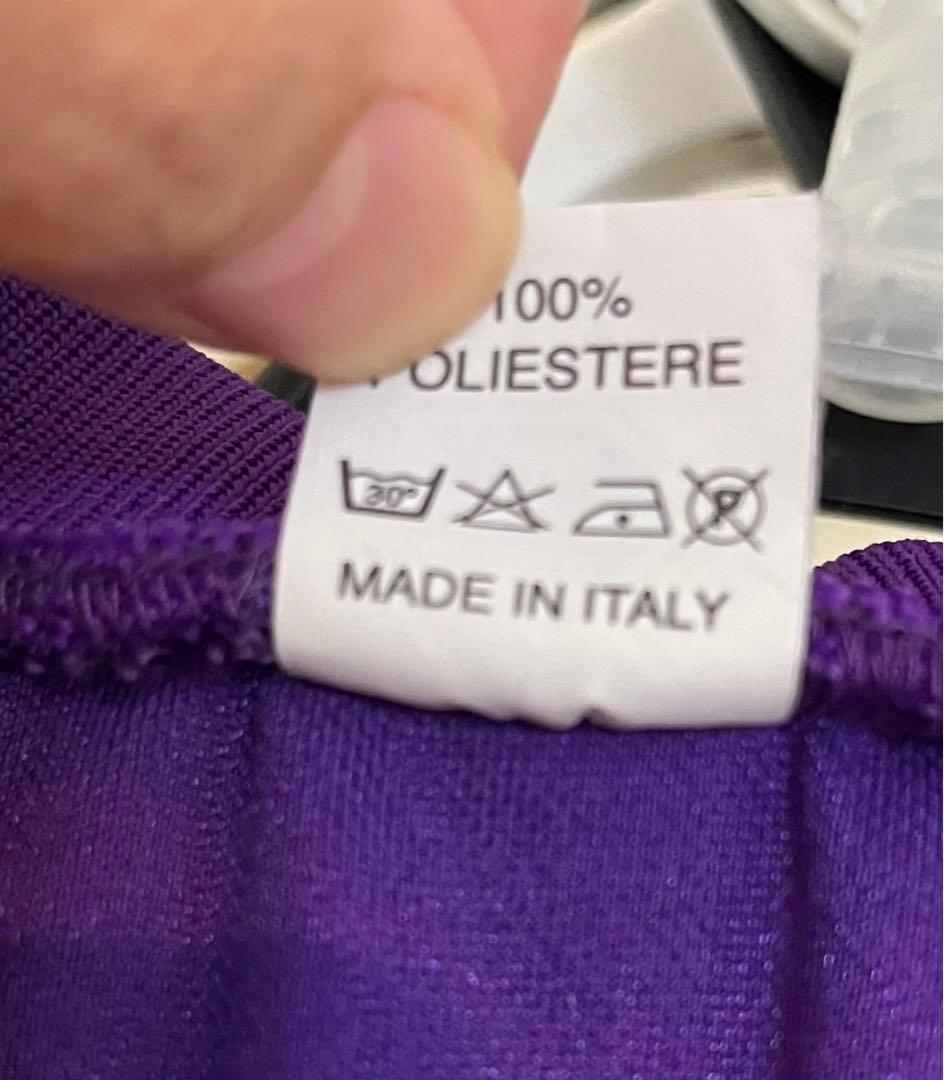 100%
POLIESTERE
30°
P
MADE IN ITALY